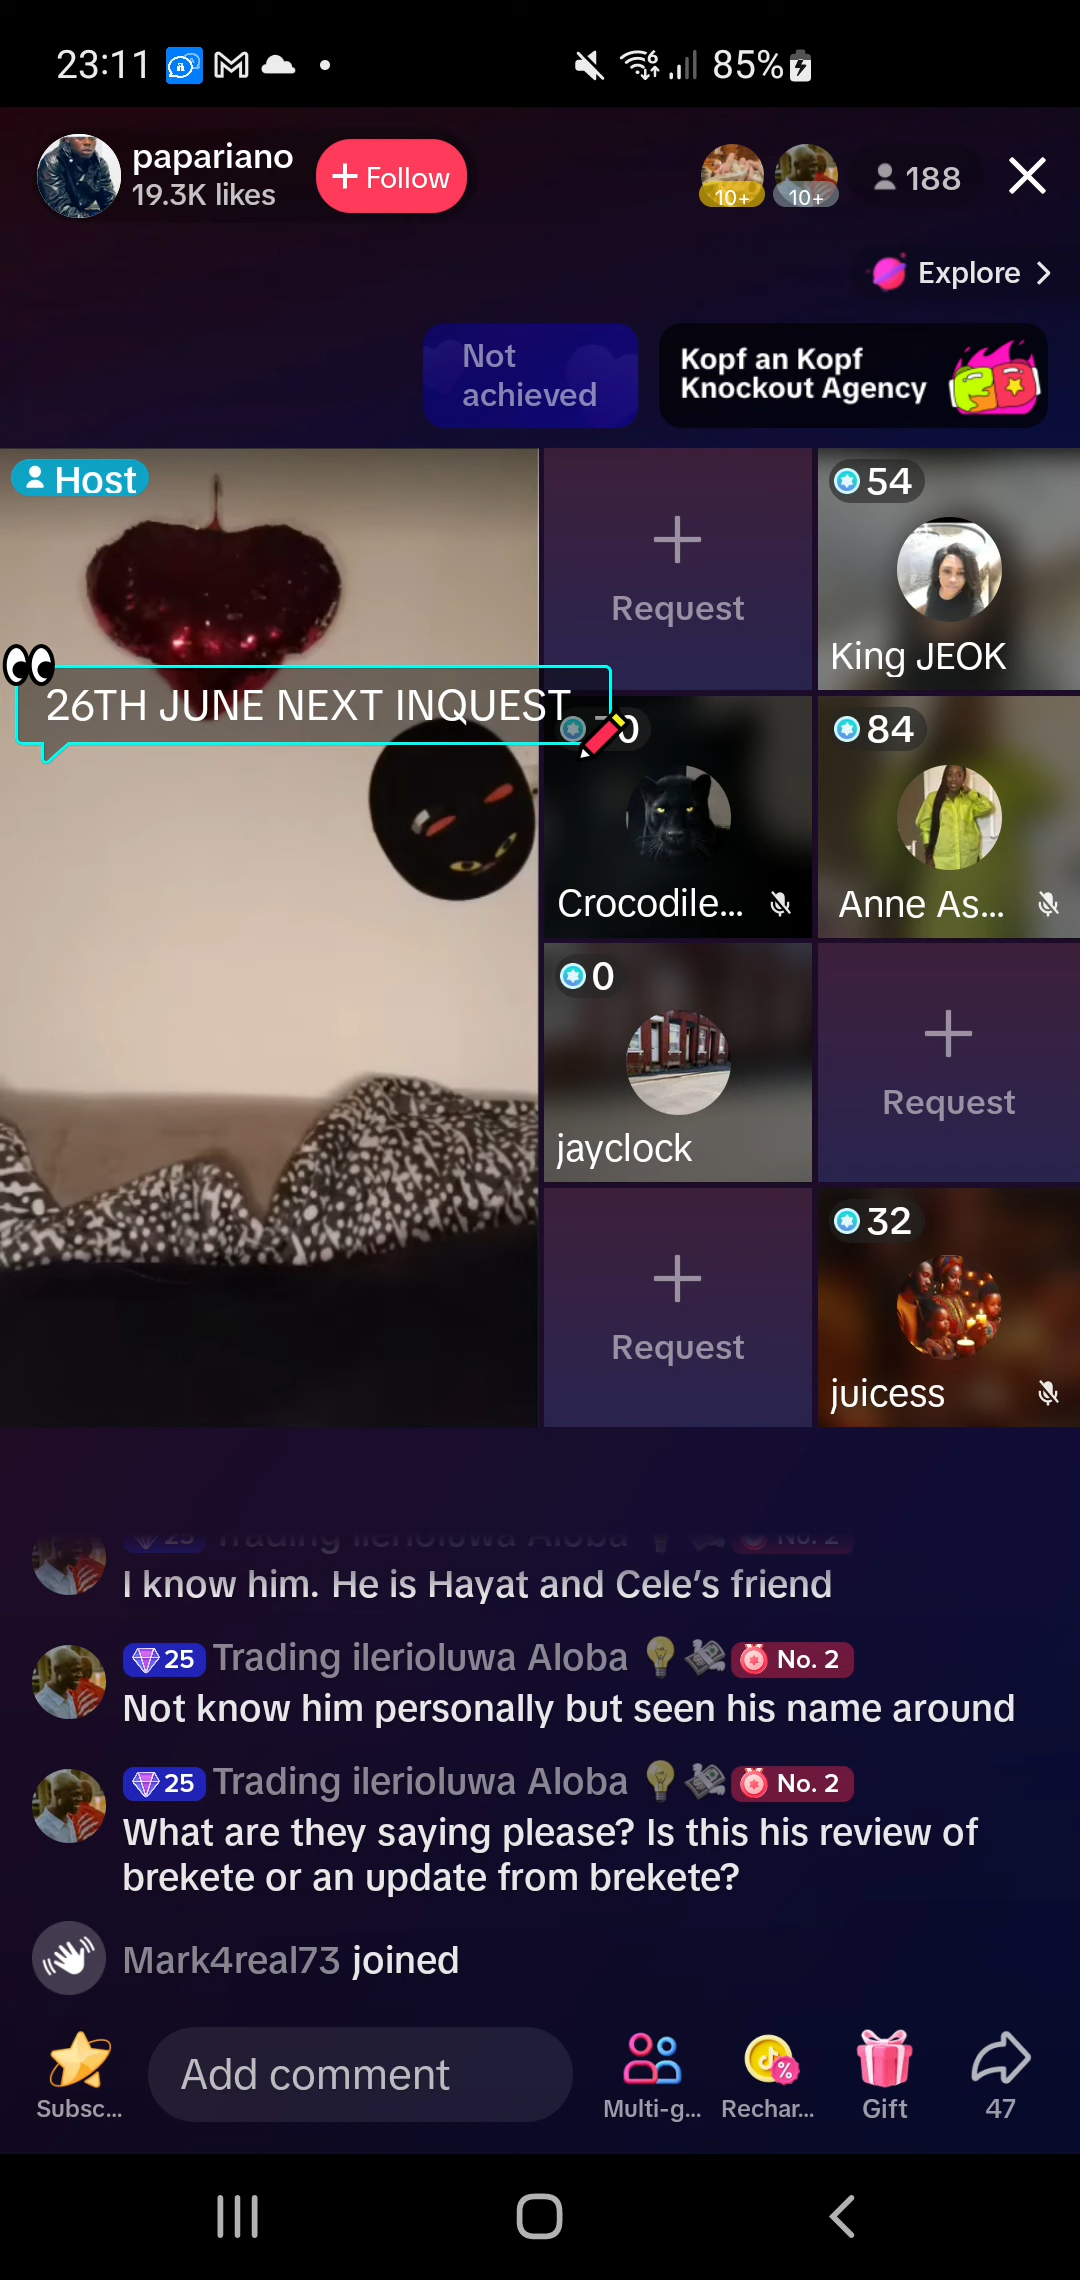 23:11
85%
papariano
19.3K likes
+ Follow
10+
10+
188
Explore
Not
achieved
Kopf an Kopf
Knockout Agency
Host
Request
54
King JEOK
26TH JUNE NEXT INQUEST
Crocodile...
84
Anne As...
0
jayclock
Request
Request
32
juicess
25 Trading ilerioluwa Aloba No. 2
I know him. He is Hayat and Cele's friend
25 Trading ilerioluwa Aloba No. 2
Not know him personally but seen his name around
25 Trading ilerioluwa Aloba No. 2
What are they saying please? Is this his review of
brekete or an update from brekete?
Mark4real73 joined
Add comment
Subsc...
Multi-g...
Rechar...
Gift
47